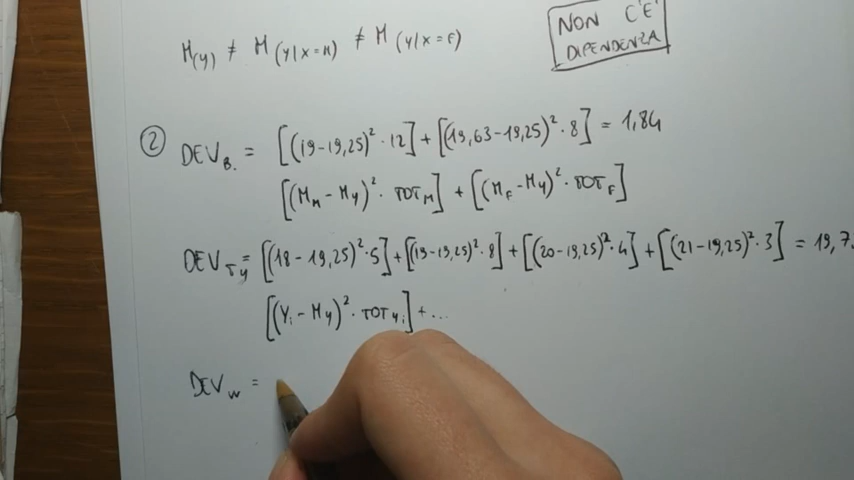 M(y) ≠ M(y|x=M) ≠ M(y|x=F)
NON C'E'
DIPENDENZA
② DEV_B. = [(19-19,25)²·12]+[(19,63-19,25)²·8] = 1,84
[(M_M - M_y)²· TOT_M] + [(M_F - M_y)²· TOT_F]
DEV_TY = [(18-19,25)²·5]+[(19-19,25)²·8]+[(20-19,25)²·4]+[(21-19,25)²·3] = 19,7
[(Y_i - M_y)²· TOT_Y_i]+...
DEV_W =